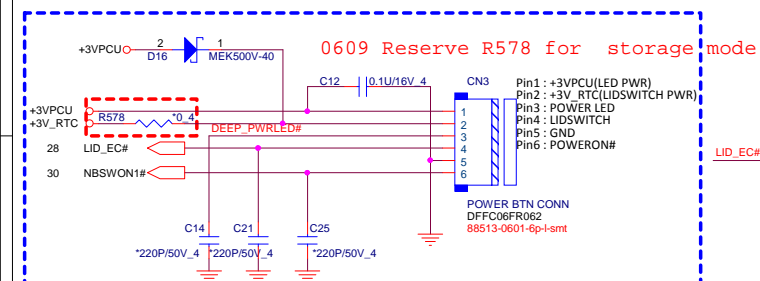 0609 Reserve R578 for storage mode
+3VPCU
2
1
D16
MEK500V-40
C12
0.1U/16V_4
CN3
Pin1 : +3VPCU(LED PWR)
Pin2 : +3V_RTC(LIDSWITCH PWR)
Pin3 : POWER LED
Pin4 : LIDSWITCH
Pin5 : GND
Pin6 : POWERON#
+3VPCU
+3V_RTC
R578
*0_4
DEEP_PWRLED#
1
2
3
4
5
6
28
LID_EC#
30
NBSWON1#
LID_EC#
POWER BTN CONN
DFFC06FR062
88513-0601-6p-l-smt
C14
C21
C25
*220P/50V_4
*220P/50V_4
*220P/50V_4